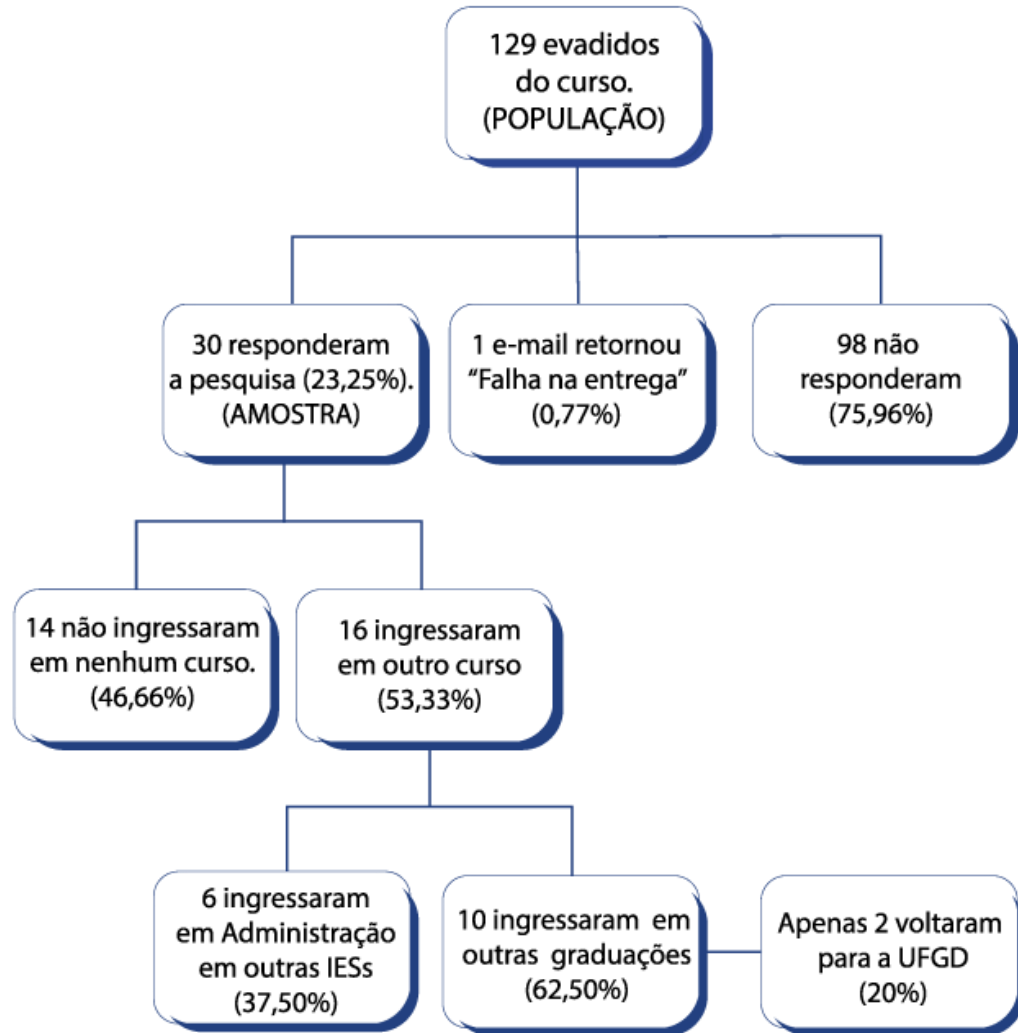 129 evadidos
do curso.
(POPULAÇÃO)
30 responderam
a pesquisa (23,25%).
(AMOSTRA)
1 e-mail retornou
“Falha na entrega”
(0,77%)
98 não
responderam
(75,96%)
14 não ingressaram
em nenhum curso.
(46,66%)
16 ingressaram
em outro curso
(53,33%)
6 ingressaram
em Administração
em outras IESs
(37,50%)
10 ingressaram em
outras graduações
(62,50%)
Apenas 2 voltaram
para a UFGD
(20%)